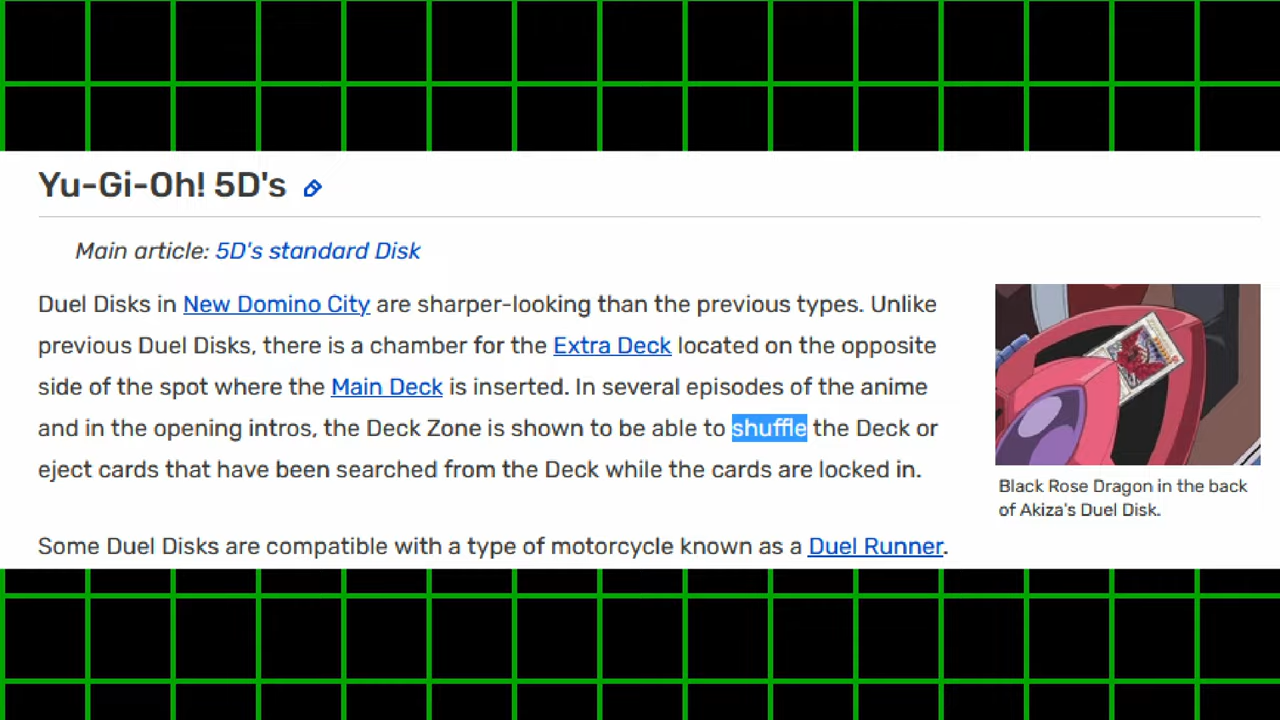 Yu-Gi-Oh! 5D's
Main article: 5D's standard Disk
Duel Disks in New Domino City are sharper-looking than the previous types. Unlike
previous Duel Disks, there is a chamber for the Extra Deck located on the opposite
side of the spot where the Main Deck is inserted. In several episodes of the anime
and in the opening intros, the Deck Zone is shown to be able to shuffle the Deck or
eject cards that have been searched from the Deck while the cards are locked in.
Black Rose Dragon in the back
of Akiza's Duel Disk.
Some Duel Disks are compatible with a type of motorcycle known as a Duel Runner.